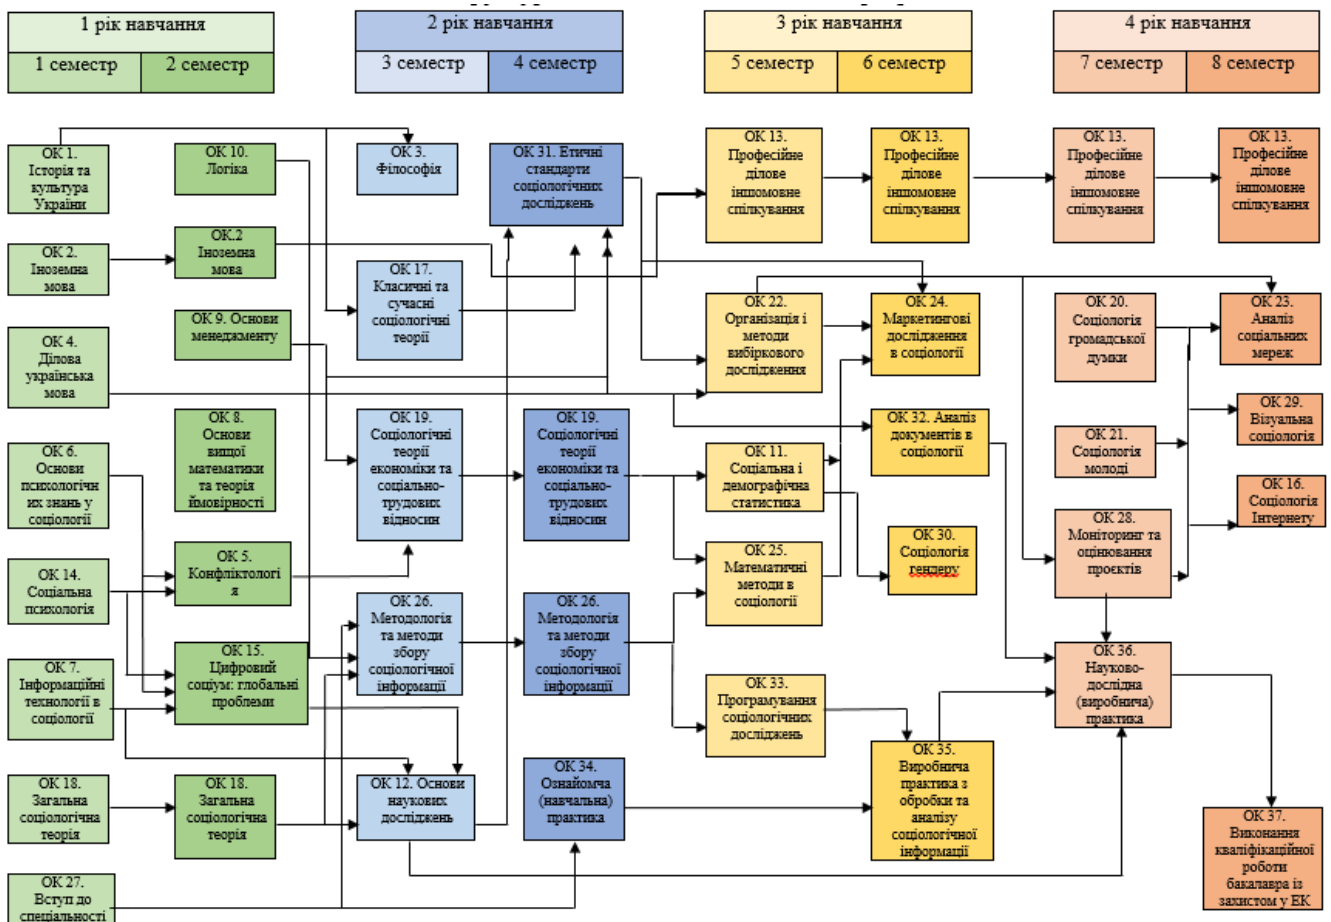 1 рік навчання
2 рік навчання
3 рік навчання
4 рік навчання
1 семестр
2 семестр
3 семестр
4 семестр
5 семестр
6 семестр
7 семестр
8 семестр
ОК 1.
Історія та
культура
України
ОК 2.
Іноземна
мова
ОК 4.
Ділова
українська
мова
ОК 6.
Основи
психологічн
их знань у
соціології
ОК 14.
Соціальна
психологія
ОК 7.
Інформаційні
технології в
соціології
ОК 18.
Загальна
соціологічна
теорія
ОК 27.
Вступ до
спеціальності
ОК 10.
Логіка
ОК.2
Іноземна
мова
ОК 9. Основи
менеджменту
ОК 8.
Основи
вищої
математики
та теорія
ймовірності
ОК 5.
Конфліктологі
я
ОК 15.
Цифровий
соціум: глобальні
проблеми
ОК 18.
Загальна
соціологічна
теорія
ОК 3.
Філософія
ОК 17.
Класичні та
сучасні
соціологічні
теорії
ОК 19.
Соціологічні
теорії
економіки та
соціально-
трудових
відносин
ОК 26.
Методологія
та методи
збору
соціологічної
інформації
ОК 12. Основи
наукових
досліджень
ОК 31. Етичні
стандарти
соціологічних
досліджень
ОК 19.
Соціологічні
теорії
економіки та
соціально-
трудових
відносин
ОК 26.
Методологія
та методи
збору
соціологічної
інформації
ОК 34.
Ознайомча
(навчальна)
практика
ОК 13.
Професійне
ділове
іншомовне
спілкування
ОК 22.
Організація і
методи
вибіркового
дослідження
ОК 11.
Соціальна і
демографічна
статистика
ОК 25.
Математичні
методи в
соціології
ОК 33.
Програмування
соціологічних
досліджень
ОК 13.
Професійне
ділове
іншомовне
спілкування
ОК 24.
Маркетингові
дослідження
в соціології
ОК 32. Аналіз
документів в
соціології
ОК 30.
Соціологія
гендеру
ОК 35.
Виробнича
практика з
обробки та
аналізу
соціологічної
інформації
ОК 13.
Професійне
ділове
іншомовне
спілкування
ОК 20.
Соціологія
громадської
думки
ОК 21.
Соціологія
молоді
ОК 28.
Моніторинг та
оцінювання
проєктів
ОК 36.
Науково-
дослідна
(виробнича)
практика
ОК 13.
Професійне
ділове
іншомовне
спілкування
ОК 23.
Аналіз
соціальних
мереж
ОК 29.
Візуальна
соціологія
ОК 16.
Соціологія
Інтернету
ОК 37.
Виконання
кваліфікаційної
роботи
бакалавра із
захистом у ЕК